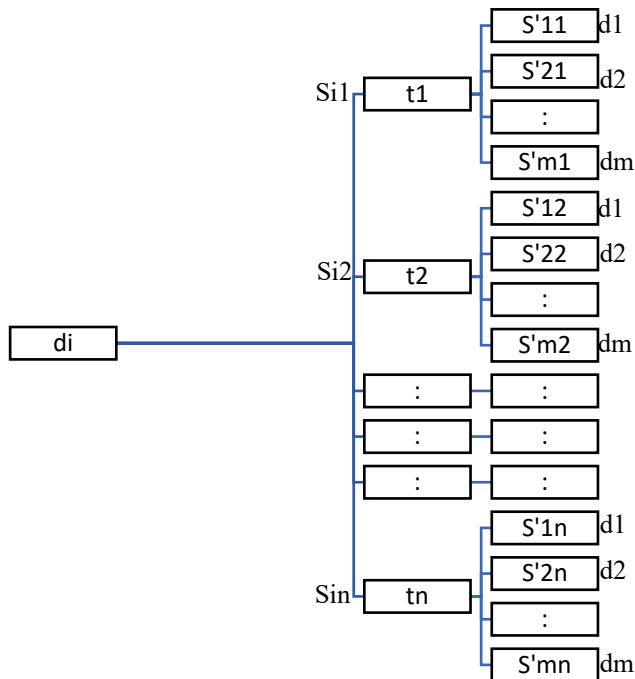 S'11 d1
S'21 d2
Si1 t1
:
S'm1 dm
S'12 d1
S'22 d2
Si2 t2
:
di
S'm2 dm
: :
: :
: :
S'1n d1
S'2n d2
Sin tn
:
S'mn dm